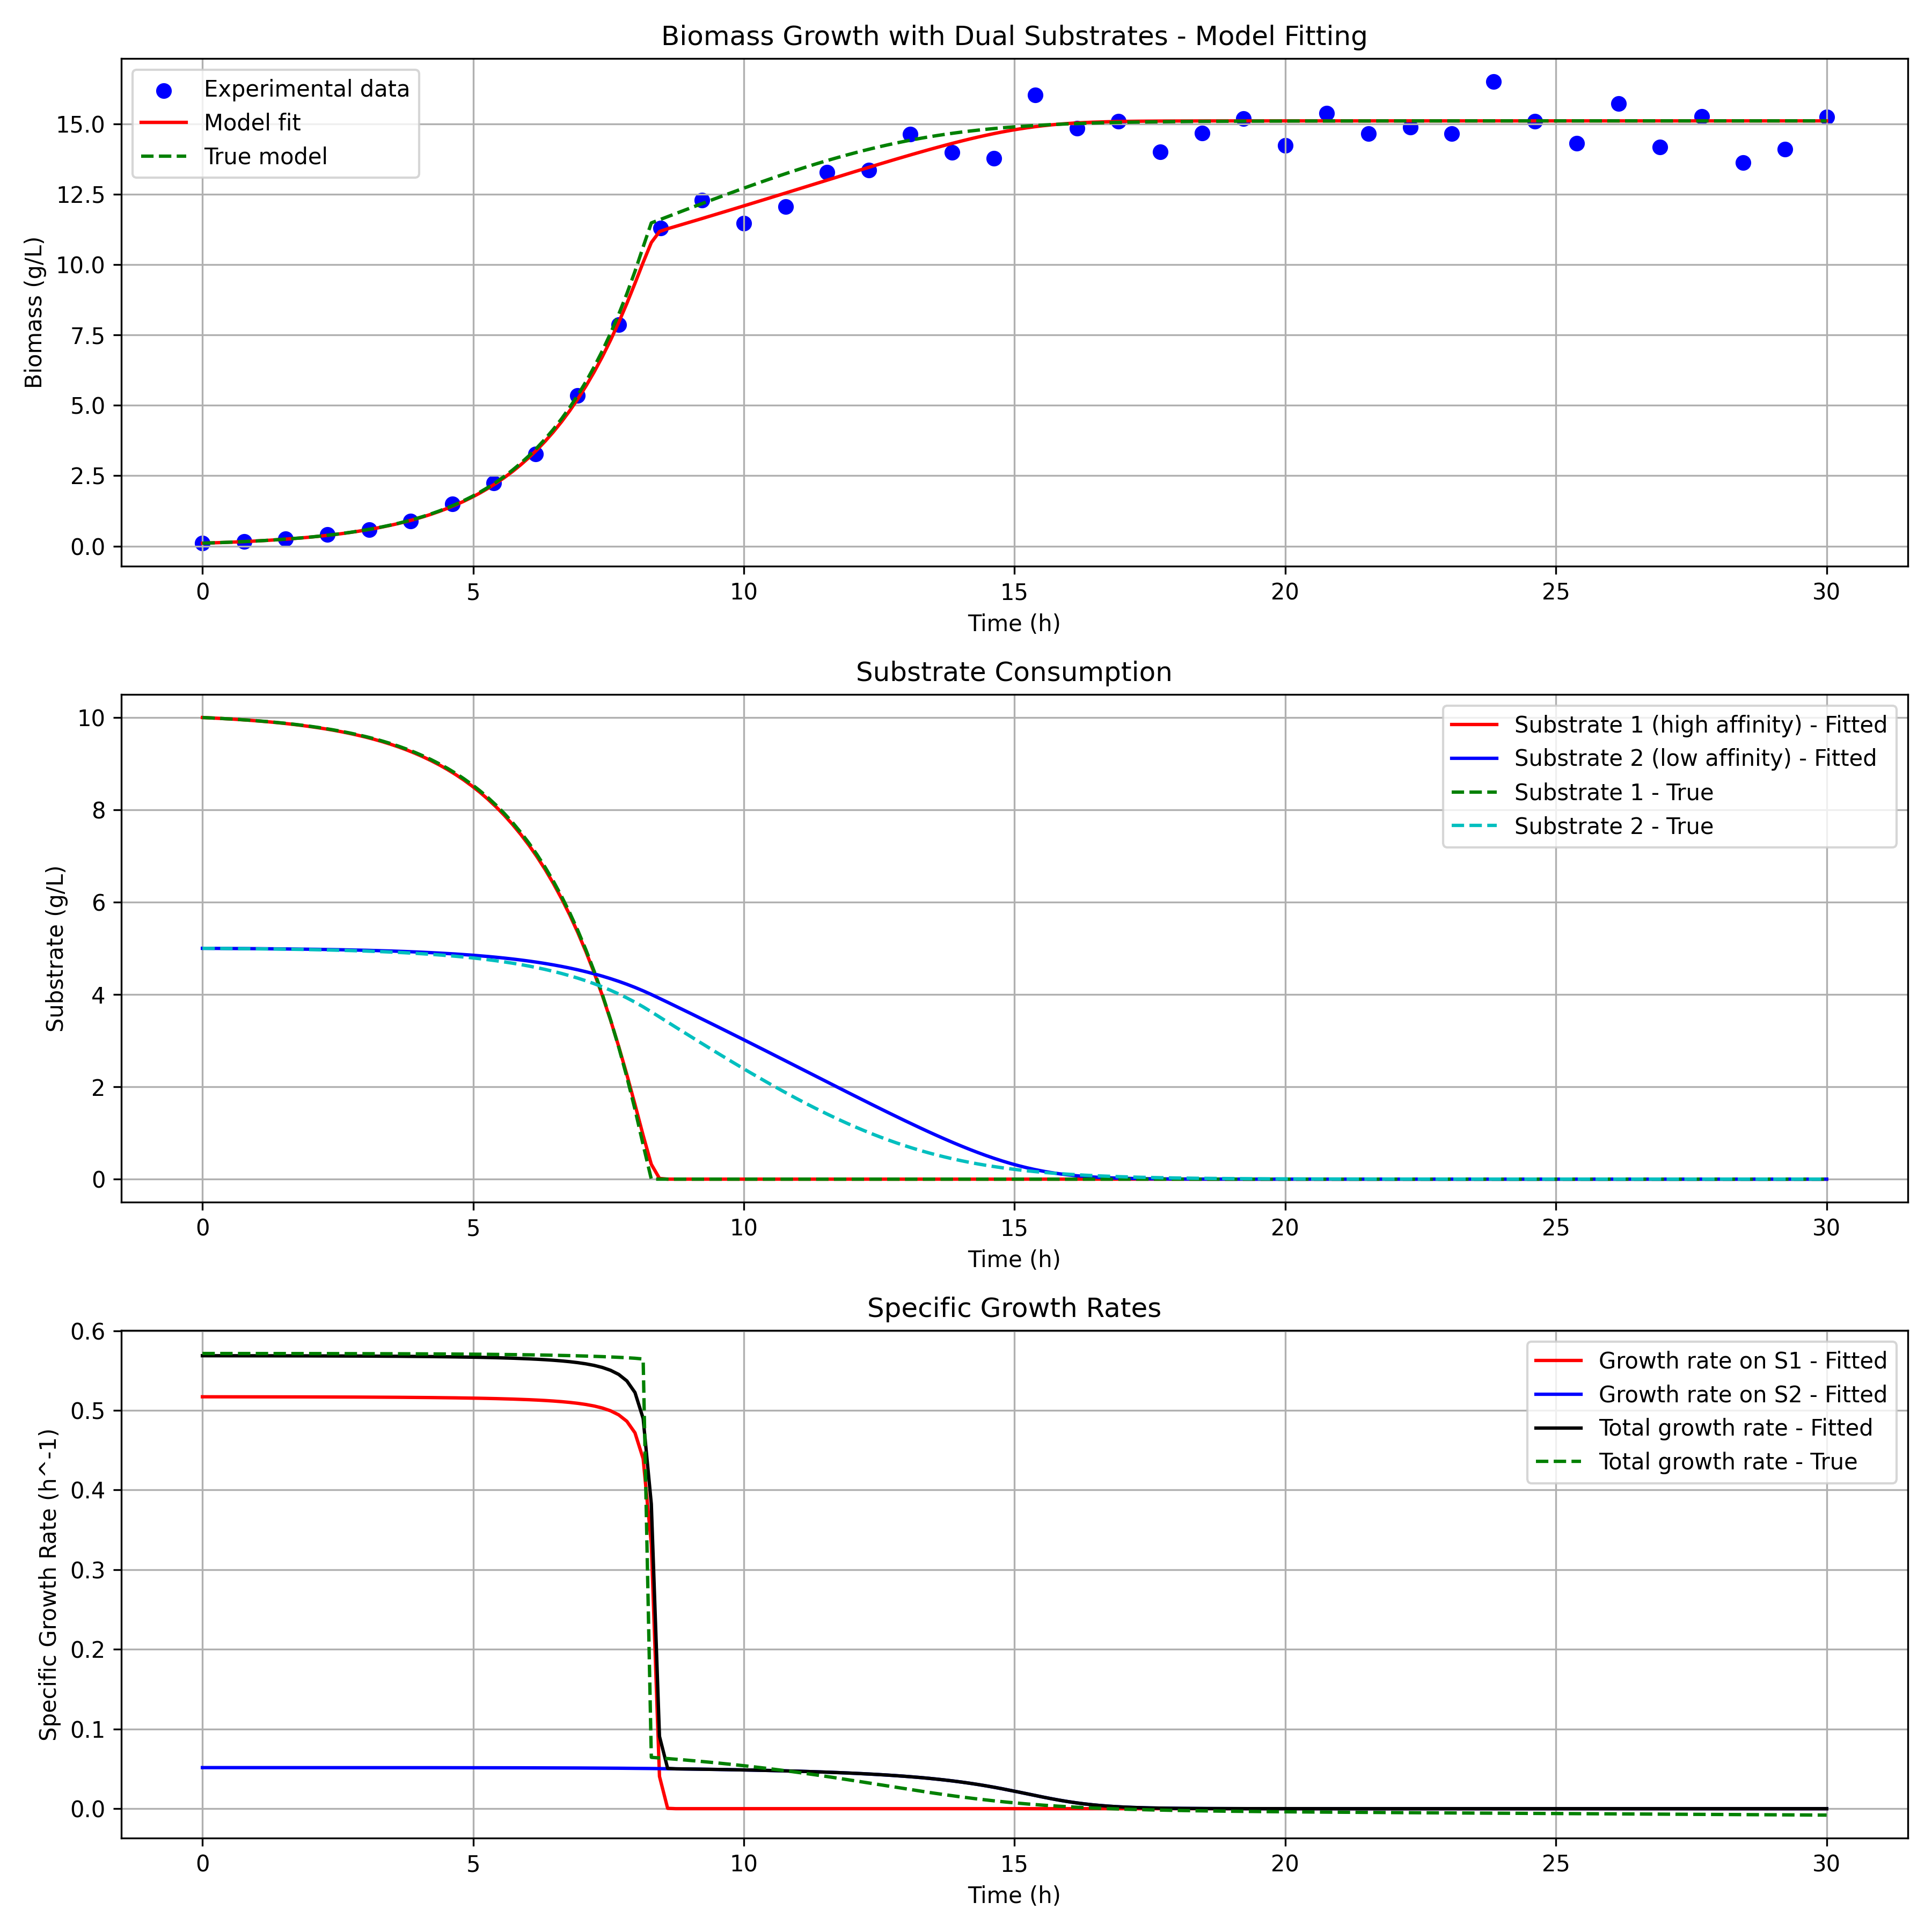 Biomass Growth with Dual Substrates - Model Fitting
Experimental data
Model fit
True model
Biomass (g/L)
15.0
12.5
10.0
7.5
5.0
2.5
0.0
0 5 10 15 20 25 30
Time (h)
Substrate Consumption
Substrate 1 (high affinity) - Fitted
Substrate 2 (low affinity) - Fitted
Substrate 1 - True
Substrate 2 - True
Substrate (g/L)
10
8
6
4
2
0
0 5 10 15 20 25 30
Time (h)
Specific Growth Rates
Growth rate on S1 - Fitted
Growth rate on S2 - Fitted
Total growth rate - Fitted
Total growth rate - True
Specific Growth Rate (h^-1)
0.6
0.5
0.4
0.3
0.2
0.1
0.0
0 5 10 15 20 25 30
Time (h)